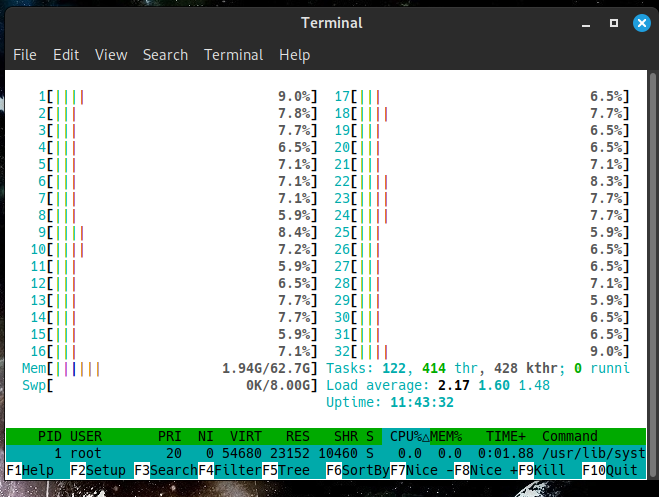 Terminal
File Edit View Search Terminal Help
1[|||| 9.0%] 17[||| 6.5%]
2[||| 7.8%] 18[|||| 7.7%]
3[||| 7.7%] 19[||| 6.5%]
4[||| 6.5%] 20[||| 6.5%]
5[||| 7.1%] 21[||| 7.1%]
6[||| 7.1%] 22[|||| 8.3%]
7[||| 7.1%] 23[|||| 7.7%]
8[||| 5.9%] 24[|||| 7.7%]
9[|||| 8.4%] 25[||| 5.9%]
10[|||| 7.2%] 26[||| 6.5%]
11[||| 5.9%] 27[||| 6.5%]
12[||| 6.5%] 28[||| 7.1%]
13[||| 7.7%] 29[||| 5.9%]
14[||| 7.7%] 30[||| 6.5%]
15[||| 5.9%] 31[||| 6.5%]
16[||| 7.1%] 32[|||| 9.0%]
Mem[|||||| 1.94G/62.7G] Tasks: 122, 414 thr, 428 kthr; 0 runni
Swp[ 0K/8.00G] Load average: 2.17 1.60 1.48
Uptime: 11:43:32
PID USER PRI NI VIRT RES SHR S CPU%△MEM% TIME+ Command
1 root 20 0 54680 23152 10460 S 0.0 0.0 0:01.88 /usr/lib/syst
F1Help F2Setup F3SearchF4FilterF5Tree F6SortByF7Nice -F8Nice +F9Kill F10Quit